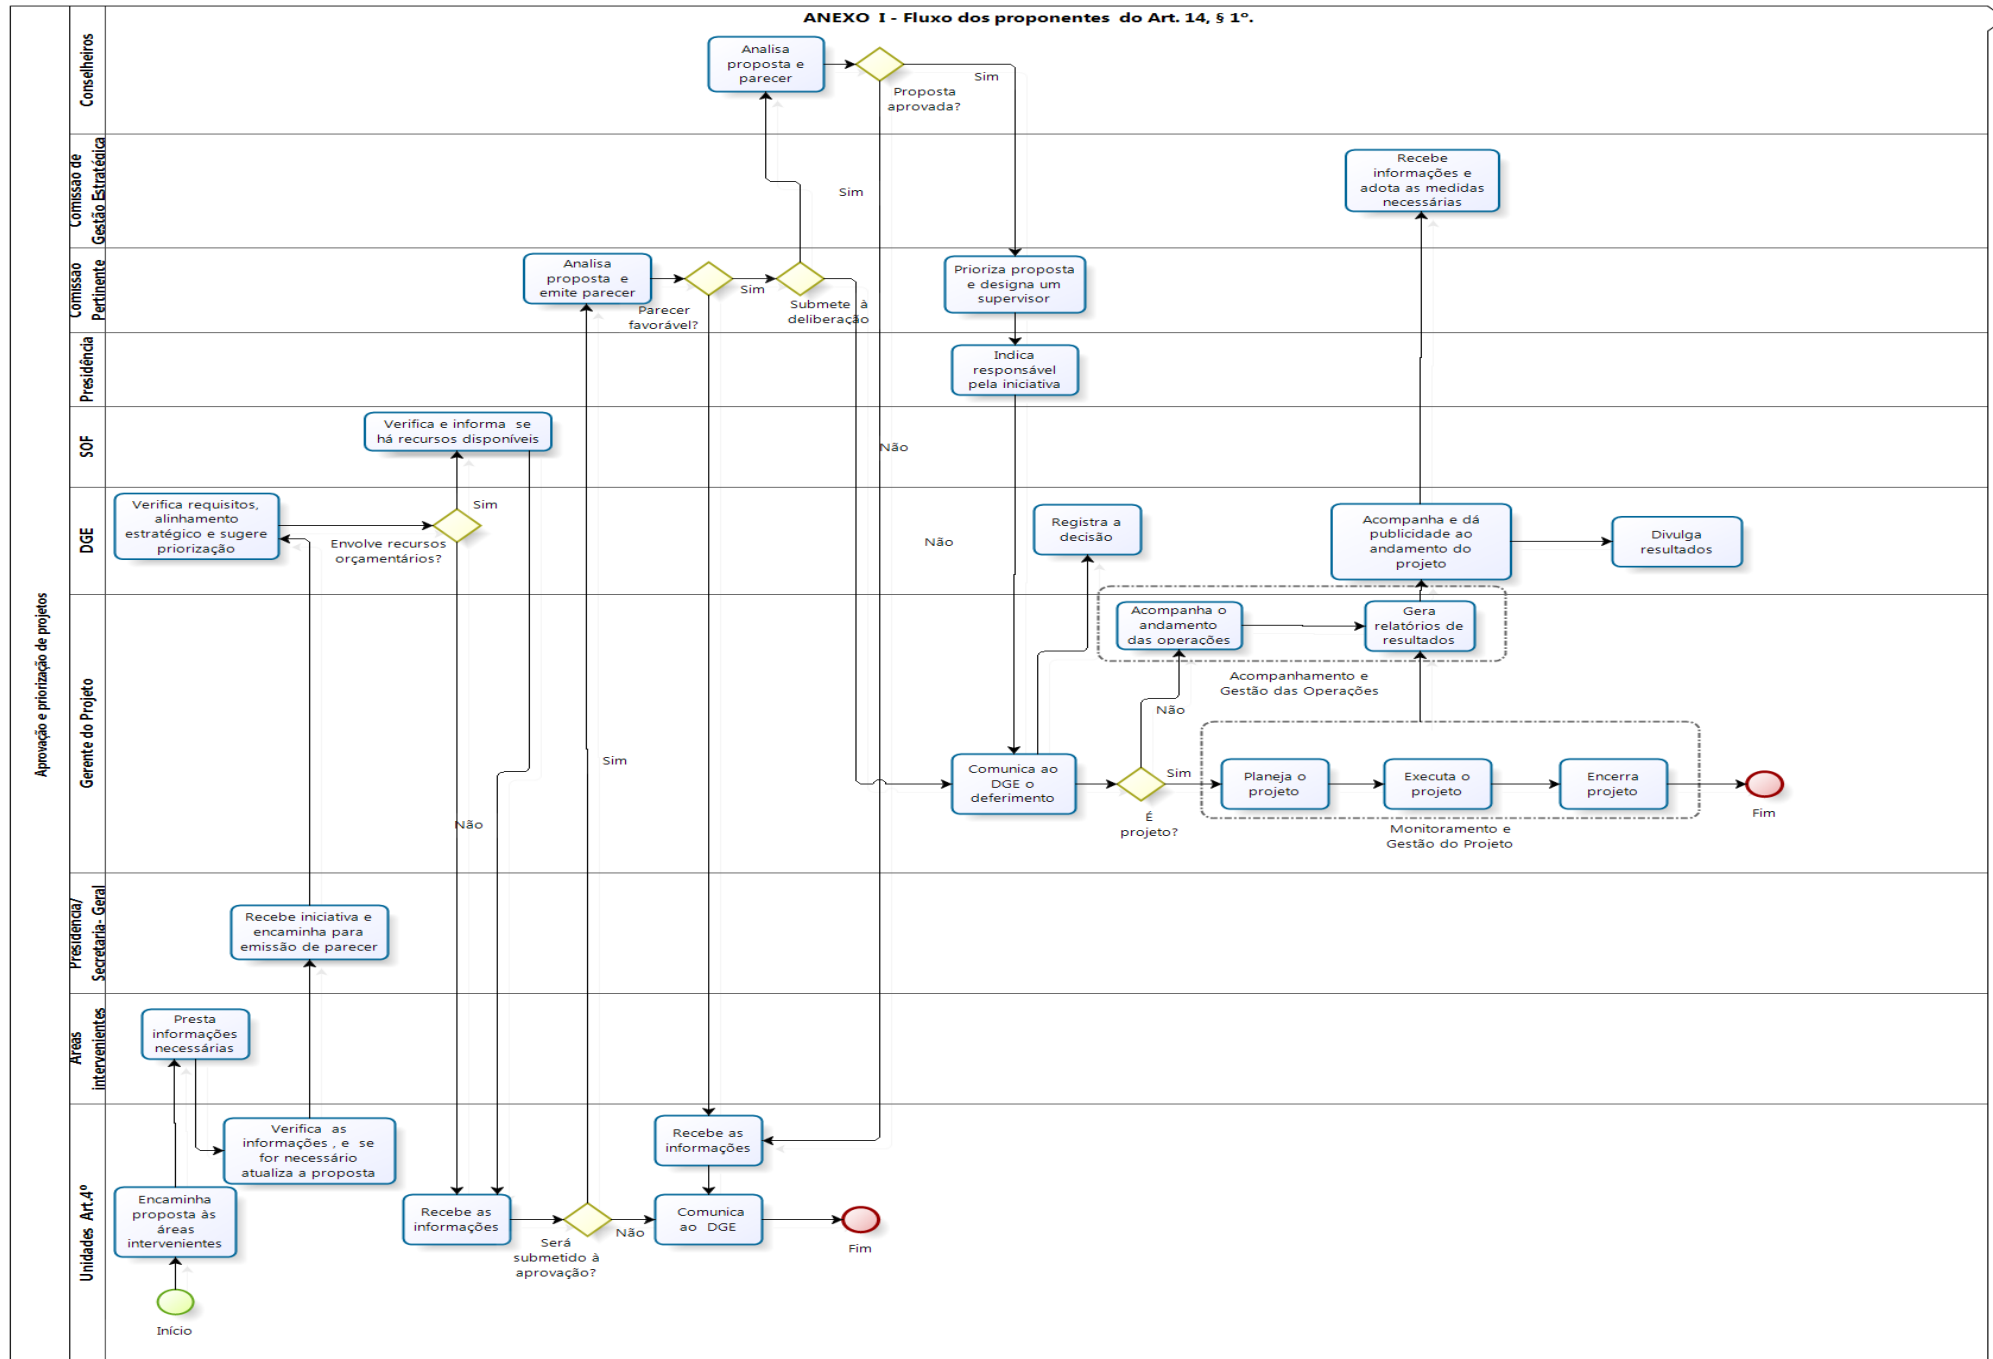 ANEXO I - Fluxo dos proponentes do Art. 14, § 1º.
Aprovação e priorização de projetos
Conselheiros
Analisa
proposta e
parecer
Proposta
aprovada?
Sim
Comissão de
Gestão Estratégica
Sim
Recebe
informações e
adota as medidas
necessárias
Comissão
Pertinente
Analisa
proposta e
emite parecer
Parecer
favorável?
Sim
Submete à
deliberação
Prioriza proposta
e designa um
supervisor
Presidência
Indica
responsável
pela iniciativa
SOF
Verifica e informa se
há recursos disponíveis
Não
DGE
Verifica requisitos,
alinhamento
estratégico e sugere
priorização
Envolve recursos
orçamentários?
Sim
Não
Registra a
decisão
Acompanha e dá
publicidade ao
andamento do
projeto
Divulga
resultados
Gerente do Projeto
Acompanha o
andamento
das operações
Gera
relatórios de
resultados
Acompanhamento e
Gestão das Operações
Não
Sim
Não
Comunica ao
DGE o
deferimento
É
projeto?
Sim
Planeja o
projeto
Executa o
projeto
Encerra
projeto
Fim
Monitoramento e
Gestão do Projeto
Presidência/
Secretaria- Geral
Recebe iniciativa e
encaminha para
emissão de parecer
Áreas
intervenientes
Presta
informações
necessárias
Unidades Art.4º
Verifica as
informações , e se
for necessário
atualiza a proposta
Encaminha
proposta às
áreas
intervenientes
Início
Recebe as
informações
Será
submetido à
aprovação?
Não
Recebe as
informações
Comunica
ao DGE
Fim